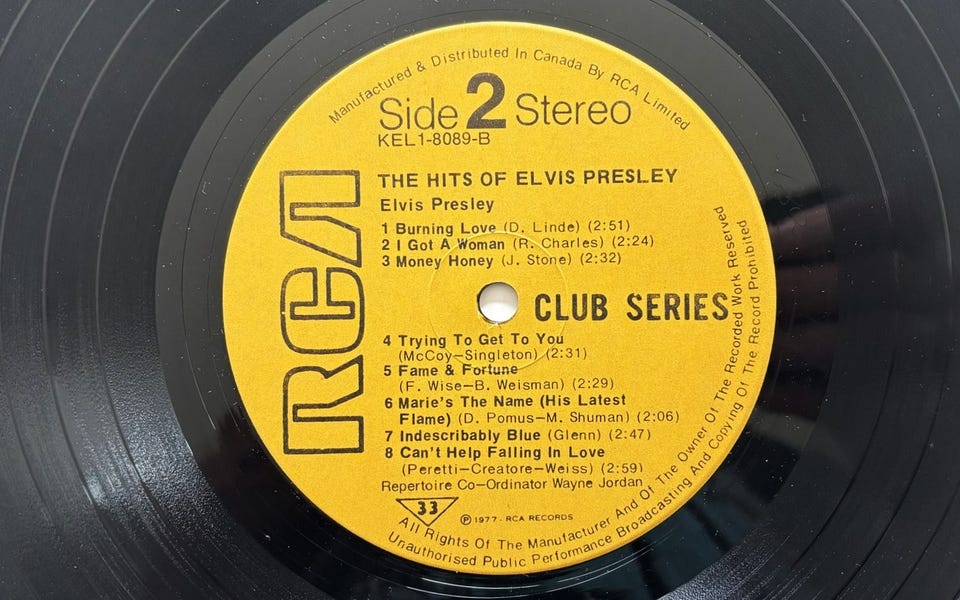 Manufactured & Distributed In Canada By RCA Limited
Side 2 Stereo
KEL1-8089-B
THE HITS OF ELVIS PRESLEY
Elvis Presley
1 Burning Love (D. Linde) (2:51)
2 I Got A Woman (R. Charles) (2:24)
3 Money Honey (J. Stone) (2:32)
RCA
CLUB SERIES
4 Trying To Get To You
(McCoy-Singleton) (2:31)
5 Fame & Fortune
(F. Wise-B. Weisman) (2:29)
6 Marie's The Name (His Latest
Flame) (D. Pomus-M. Shuman) (2:06)
7 Indescribably Blue (Glenn) (2:47)
8 Can't Help Falling In Love
(Peretti-Creatore-Weiss) (2:59)
Repertoire Co-Ordinator Wayne Jordan
33
℗ 1977 - RCA RECORDS
All Rights Of The Manufacturer And Of The Owner Of The Recorded Work Reserved
Unauthorised Public Performance Broadcasting And Copying Of The Record Prohibited